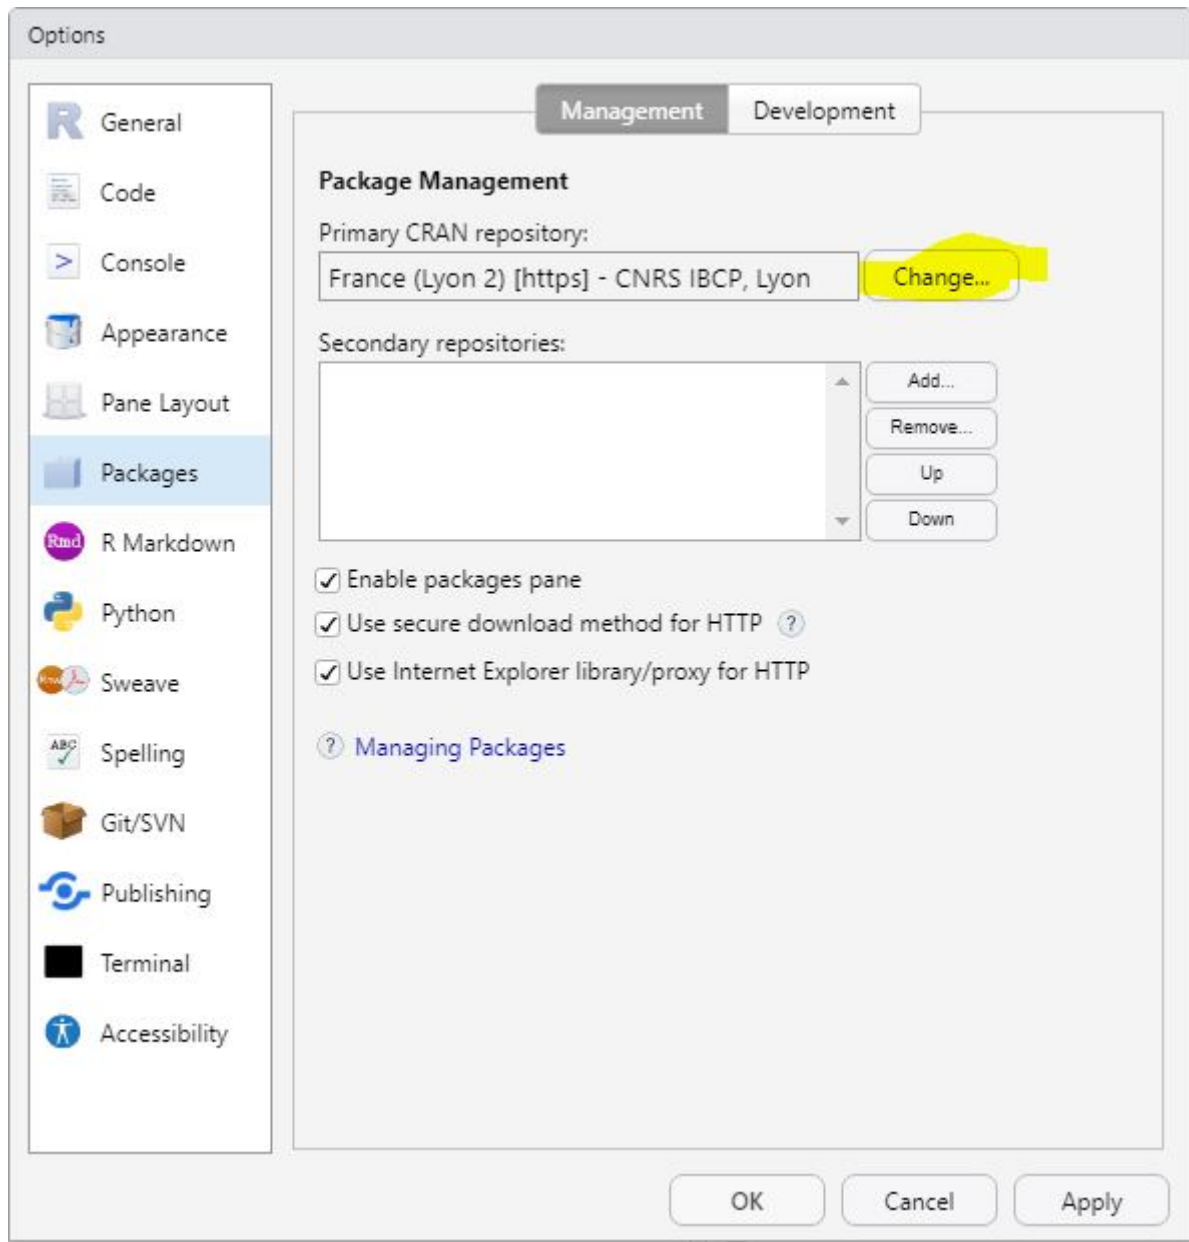 Options
General
Code
Console
Appearance
Pane Layout
Packages
R Markdown
Python
Sweave
Spelling
Git/SVN
Publishing
Terminal
Accessibility
Management
Development
Package Management
Primary CRAN repository:
France (Lyon 2) [https] - CNRS IBCP, Lyon
Change...
Secondary repositories:
Add...
Remove...
Up
Down
Enable packages pane
Use secure download method for HTTP ?
Use Internet Explorer library/proxy for HTTP
? Managing Packages
OK
Cancel
Apply